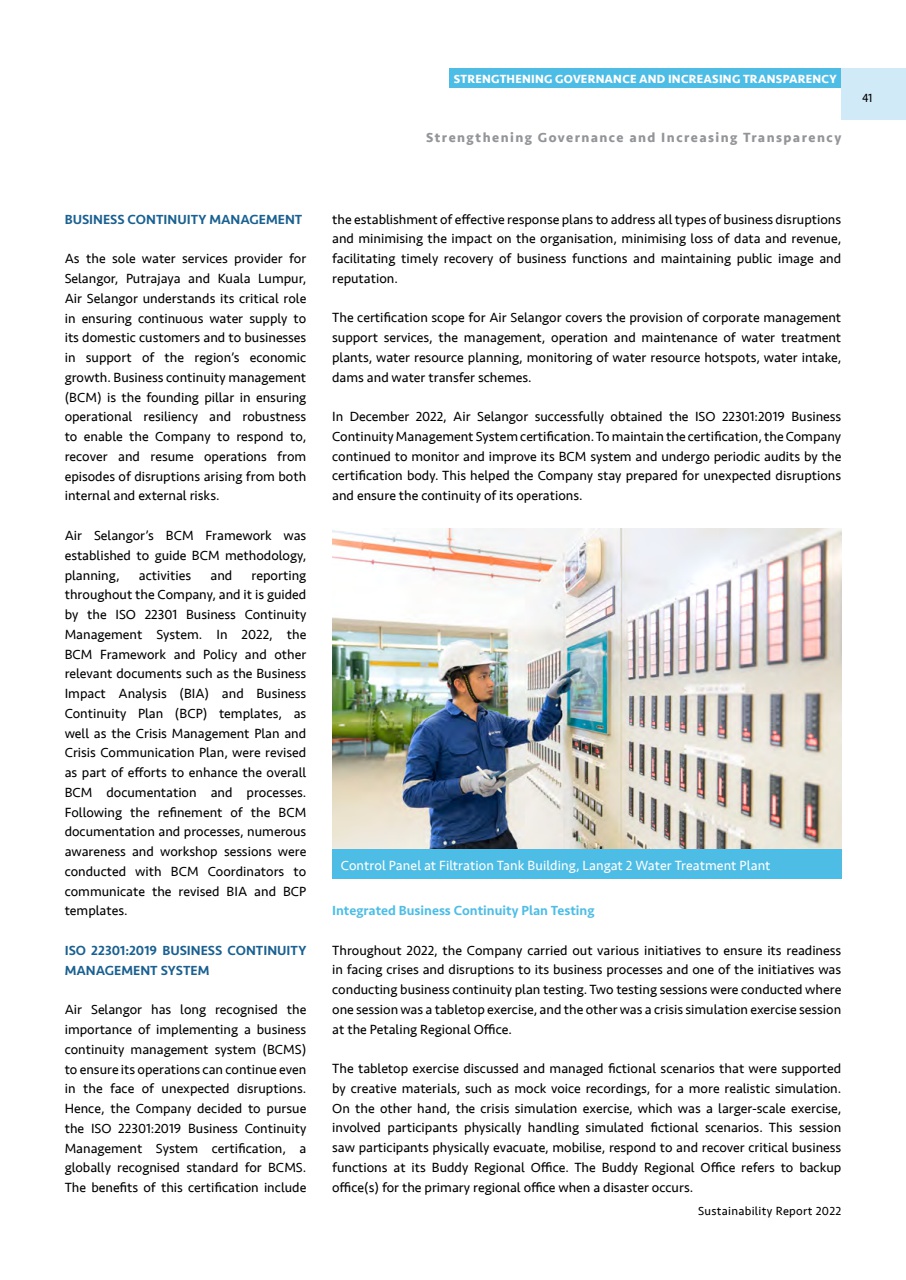 STRENGTHENING GOVERNANCE AND INCREASING TRANSPARENCY
41
Strengthening Governance and Increasing Transparency
BUSINESS CONTINUITY MANAGEMENT
As the sole water services provider for
Selangor, Putrajaya and Kuala Lumpur,
Air Selangor understands its critical role
in ensuring continuous water supply to
its domestic customers and to businesses
in support of the region's economic
growth. Business continuity management
(BCM) is the founding pillar in ensuring
operational resiliency and robustness
to enable the Company to respond to,
recover and resume operations from
episodes of disruptions arising from both
internal and external risks.
Air Selangor's BCM Framework was
established to guide BCM methodology,
planning, activities and reporting
throughout the Company, and it is guided
by the ISO 22301 Business Continuity
Management System. In 2022, the
BCM Framework and Policy and other
relevant documents such as the Business
Impact Analysis (BIA) and Business
Continuity Plan (BCP) templates, as
well as the Crisis Management Plan and
Crisis Communication Plan, were revised
as part of efforts to enhance the overall
BCM documentation and processes.
Following the refinement of the BCM
documentation and processes, numerous
awareness and workshop sessions were
conducted with BCM Coordinators to
communicate the revised BIA and BCP
templates.
ISO 22301:2019 BUSINESS CONTINUITY
MANAGEMENT SYSTEM
Air Selangor has long recognised the
importance of implementing a business
continuity management system (BCMS)
to ensure its operations can continue even
in the face of unexpected disruptions.
Hence, the Company decided to pursue
the ISO 22301:2019 Business Continuity
Management System certification, a
globally recognised standard for BCMS.
The benefits of this certification include
the establishment of effective response plans to address all types of business disruptions
and minimising the impact on the organisation, minimising loss of data and revenue,
facilitating timely recovery of business functions and maintaining public image and
reputation.
The certification scope for Air Selangor covers the provision of corporate management
support services, the management, operation and maintenance of water treatment
plants, water resource planning, monitoring of water resource hotspots, water intake,
dams and water transfer schemes.
In December 2022, Air Selangor successfully obtained the ISO 22301:2019 Business
Continuity Management System certification. To maintain the certification, the Company
continued to monitor and improve its BCM system and undergo periodic audits by the
certification body. This helped the Company stay prepared for unexpected disruptions
and ensure the continuity of its operations.
Control Panel at Filtration Tank Building, Langat 2 Water Treatment Plant
Integrated Business Continuity Plan Testing
Throughout 2022, the Company carried out various initiatives to ensure its readiness
in facing crises and disruptions to its business processes and one of the initiatives was
conducting business continuity plan testing. Two testing sessions were conducted where
one session was a tabletop exercise, and the other was a crisis simulation exercise session
at the Petaling Regional Office.
The tabletop exercise discussed and managed fictional scenarios that were supported
by creative materials, such as mock voice recordings, for a more realistic simulation.
On the other hand, the crisis simulation exercise, which was a larger-scale exercise,
involved participants physically handling simulated fictional scenarios. This session
saw participants physically evacuate, mobilise, respond to and recover critical business
functions at its Buddy Regional Office. The Buddy Regional Office refers to backup
office(s) for the primary regional office when a disaster occurs.
Sustainability Report 2022